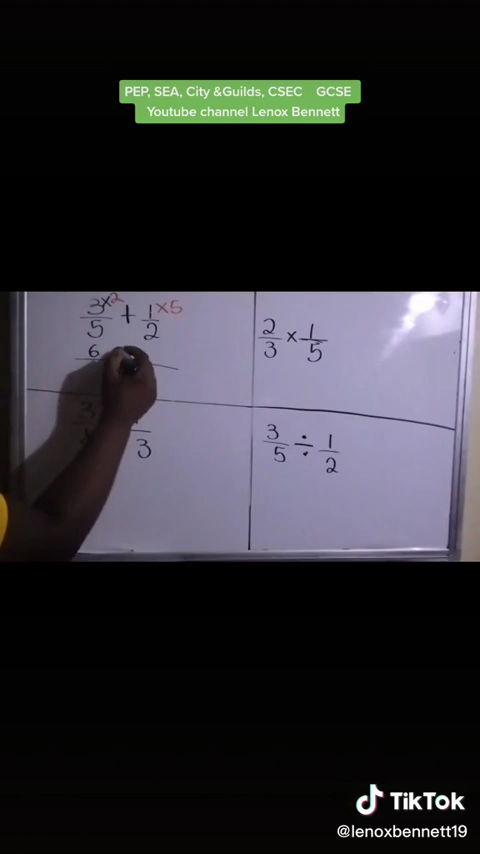 PEP, SEA, City &Guilds, CSEC GCSE
Youtube channel Lenox Bennett
3/5 ×2 + 1/2 ×5
6
2/3 × 1/5
3
3
3/5 ÷ 1/2
TikTok
@lenoxbennett19